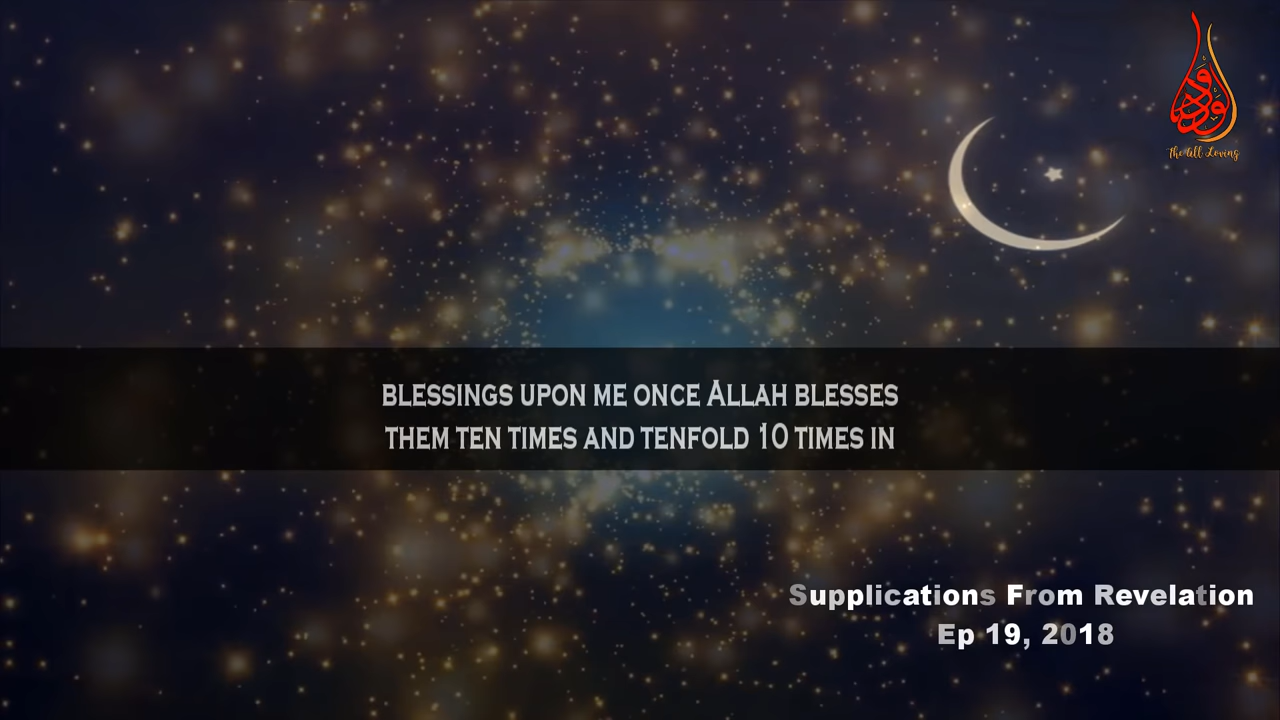 الودود
The All Loving
BLESSINGS UPON ME ONCE ALLAH BLESSES
THEM TEN TIMES AND TENFOLD 10 TIMES IN
Supplications From Revelation
Ep 19, 2018